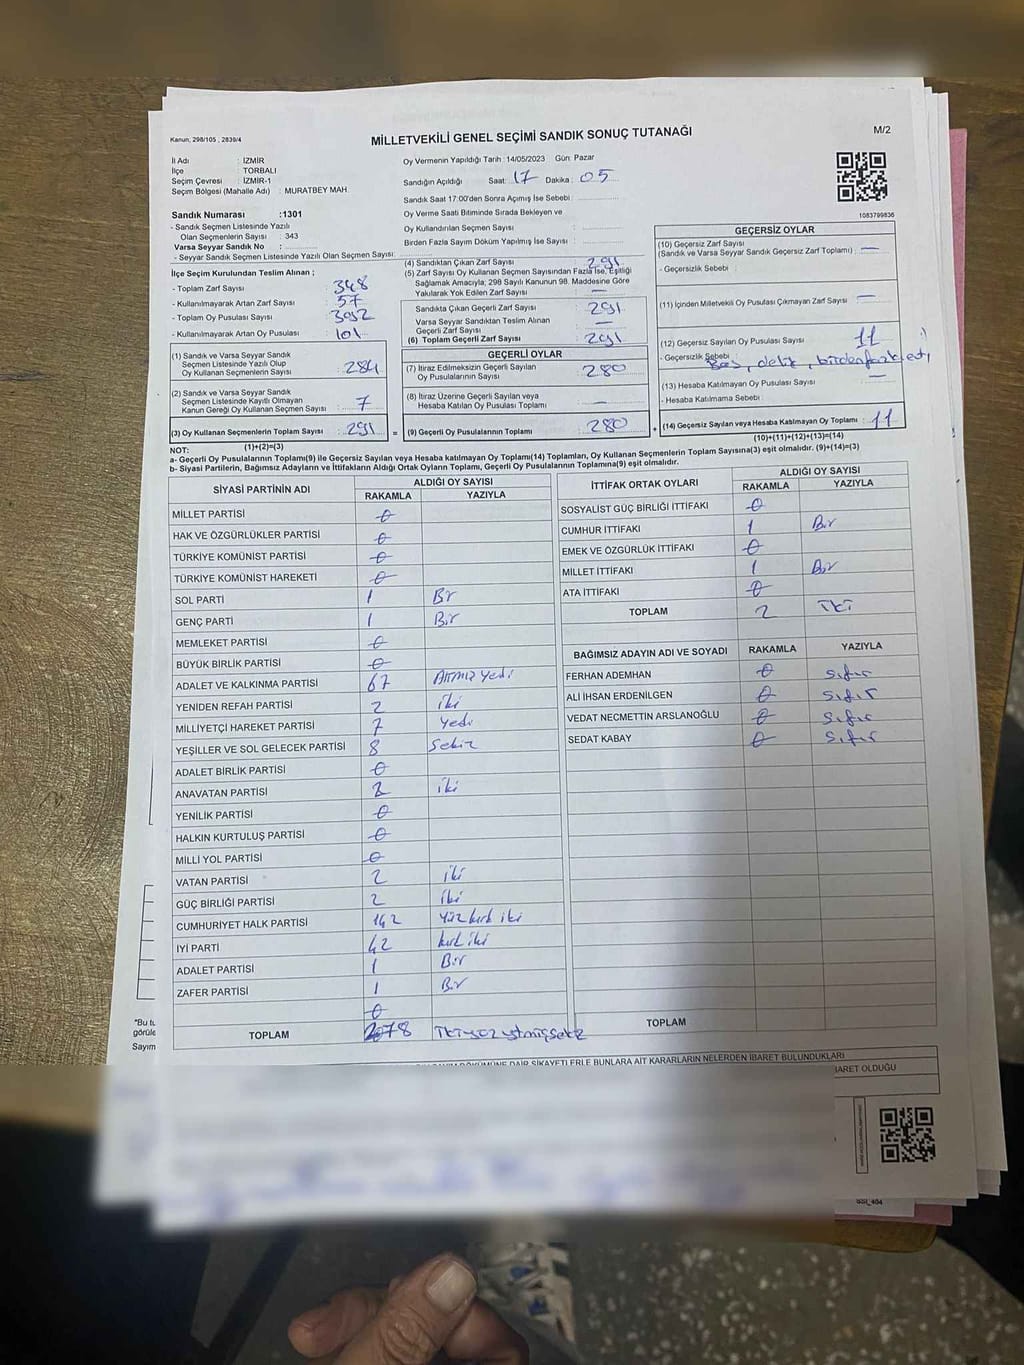 Kanun; 298/105 , 2839/4
MİLLETVEKİLİ GENEL SEÇİMİ SANDIK SONUÇ TUTANAĞI
M/2
İl Adı : İZMİR
İlçe : TORBALI
Seçim Çevresi : İZMİR-1
Seçim Bölgesi (Mahalle Adı) : MURATBEY MAH.
Sandık Numarası :1301
- Sandık Seçmen Listesinde Yazılı
Olan Seçmenlerin Sayısı : 343
Varsa Seyyar Sandık No :
- Seyyar Sandık Seçmen Listesinde Yazılı Olan Seçmen Sayısı:
Oy Vermenin Yapıldığı Tarih : 14/05/2023 Gün: Pazar
Sandığın Açıldığı Saat: 17 Dakika : 05
Sandık Saat 17:00'den Sonra Açımış İse Sebebi
Oy Verme Saati Bitiminde Sırada Bekleyen ve
Oy Kullandırılan Seçmen Sayısı :
Birden Fazla Sayım Döküm Yapılmış İse Sayısı :
1083799836
İlçe Seçim Kurulundan Teslim Alınan ;
- Toplam Zarf Sayısı : 348
- Kullanılmayarak Artan Zarf Sayısı : 57
- Toplam Oy Pusulası Sayısı : 392
- Kullanılmayarak Artan Oy Pusulası : 101
(1) Sandık ve Varsa Seyyar Sandık
Seçmen Listesinde Yazılı Olup
Oy Kullanan Seçmenlerin Sayısı : 284
(2) Sandık ve Varsa Seyyar Sandık
Seçmen Listesinde Kayıtlı Olmayan
Kanun Gereği Oy Kullanan Seçmen Sayısı : 7
(3) Oy Kullanan Seçmenlerin Toplam Sayısı : 291
(1)+(2)=(3)
(4) Sandıktan Çıkan Zarf Sayısı : 291
(5) Zarf Sayısı Oy Kullanan Seçmen Sayısından Fazla İse, Eşitliği
Sağlamak Amacıyla; 298 Sayılı Kanunun 98. Maddesine Göre
Yakılarak Yok Edilen Zarf Sayısı : —
Sandıkta Çıkan Geçerli Zarf Sayısı : 291
Varsa Seyyar Sandıktan Teslim Alınan
Geçerli Zarf Sayısı : —
(6) Toplam Geçerli Zarf Sayısı : 291
GEÇERLİ OYLAR
(7) İtiraz Edilmeksizin Geçerli Sayılan
Oy Pusulalarının Sayısı : 280
(8) İtiraz Üzerine Geçerli Sayılan veya
Hesaba Katılan Oy Pusulası Toplamı : —
= (9) Geçerli Oy Pusulalarının Toplamı : 280 +
GEÇERSİZ OYLAR
(10) Geçersiz Zarf Sayısı
(Sandık ve Varsa Seyyar Sandık Geçersiz Zarf Toplamı) : —
- Geçersizlik Sebebi :
(11) İçinden Milletvekili Oy Pusulası Çıkmayan Zarf Sayısı : —
(12) Geçersiz Sayılan Oy Pusulası Sayısı : 11
- Geçersizlik Sebebi :
(13) Hesaba Katılmayan Oy Pusulası Sayısı : —
- Hesaba Katılmama Sebebi :
(14) Geçersiz Sayılan veya Hesaba Katılmayan Oy Toplamı : 11
(10)+(11)+(12)+(13)=(14)
NOT:
a- Geçerli Oy Pusulalarının Toplamı(9) ile Geçersiz Sayılan veya Hesaba Katılmayan Oy Toplamı(14) Toplamları, Oy Kullanan Seçmenlerin Toplam Sayısına(3) eşit olmalıdır. (9)+(14)=(3)
b- Siyasi Partilerin, Bağımsız Adayların ve İttifakların Aldığı Ortak Oyların Toplamı, Geçerli Oy Pusulalarının Toplamına(9) eşit olmalıdır.
SİYASİ PARTİNİN ADI ALDIĞI OY SAYISI
RAKAMLA YAZIYLA
MİLLET PARTİSİ 0
HAK VE ÖZGÜRLÜKLER PARTİSİ 0
TÜRKİYE KOMÜNİST PARTİSİ 0
TÜRKİYE KOMÜNİST HAREKETİ 0
SOL PARTİ 1 Bir
GENÇ PARTİ 1 Bir
MEMLEKET PARTİSİ 0
BÜYÜK BİRLİK PARTİSİ 0
ADALET VE KALKINMA PARTİSİ 67 Altmış yedi
YENİDEN REFAH PARTİSİ 2 iki
MİLLİYETÇİ HAREKET PARTİSİ 7 yedi
YEŞİLLER VE SOL GELECEK PARTİSİ 8 Sekiz
ADALET BİRLİK PARTİSİ 0
ANAVATAN PARTİSİ 2 iki
YENİLİK PARTİSİ 0
HALKIN KURTULUŞ PARTİSİ 0
MİLLİ YOL PARTİSİ 0
VATAN PARTİSİ 2 iki
GÜÇ BİRLİĞİ PARTİSİ 2 iki
CUMHURİYET HALK PARTİSİ 142 Yüz kırk iki
İYİ PARTİ 42 kırk iki
ADALET PARTİSİ 1 Bir
ZAFER PARTİSİ 1 Bir
0
TOPLAM 278
İTTİFAK ORTAK OYLARI ALDIĞI OY SAYISI
RAKAMLA YAZIYLA
SOSYALİST GÜÇ BİRLİĞİ İTTİFAKI 0
CUMHUR İTTİFAKI 1 Bir
EMEK VE ÖZGÜRLÜK İTTİFAKI 0
MİLLET İTTİFAKI 1 Bir
ATA İTTİFAKI 0
TOPLAM 2 İki
BAĞIMSIZ ADAYIN ADI VE SOYADI RAKAMLA YAZIYLA
FERHAN ADEMHAN 0 Sıfır
ALİ İHSAN ERDENİLGEN 0 Sıfır
VEDAT NECMETTİN ARSLANOĞLU 0 Sıfır
SEDAT KABAY 0 Sıfır
TOPLAM
"Bu tu
görüle
Sayım
DÖKÜMÜNE DAİR ŞİKAYETLERLE BUNLARA AİT KARARLARIN NELERDEN İBARET BULUNDUKLARI
İBARET OLDUĞU